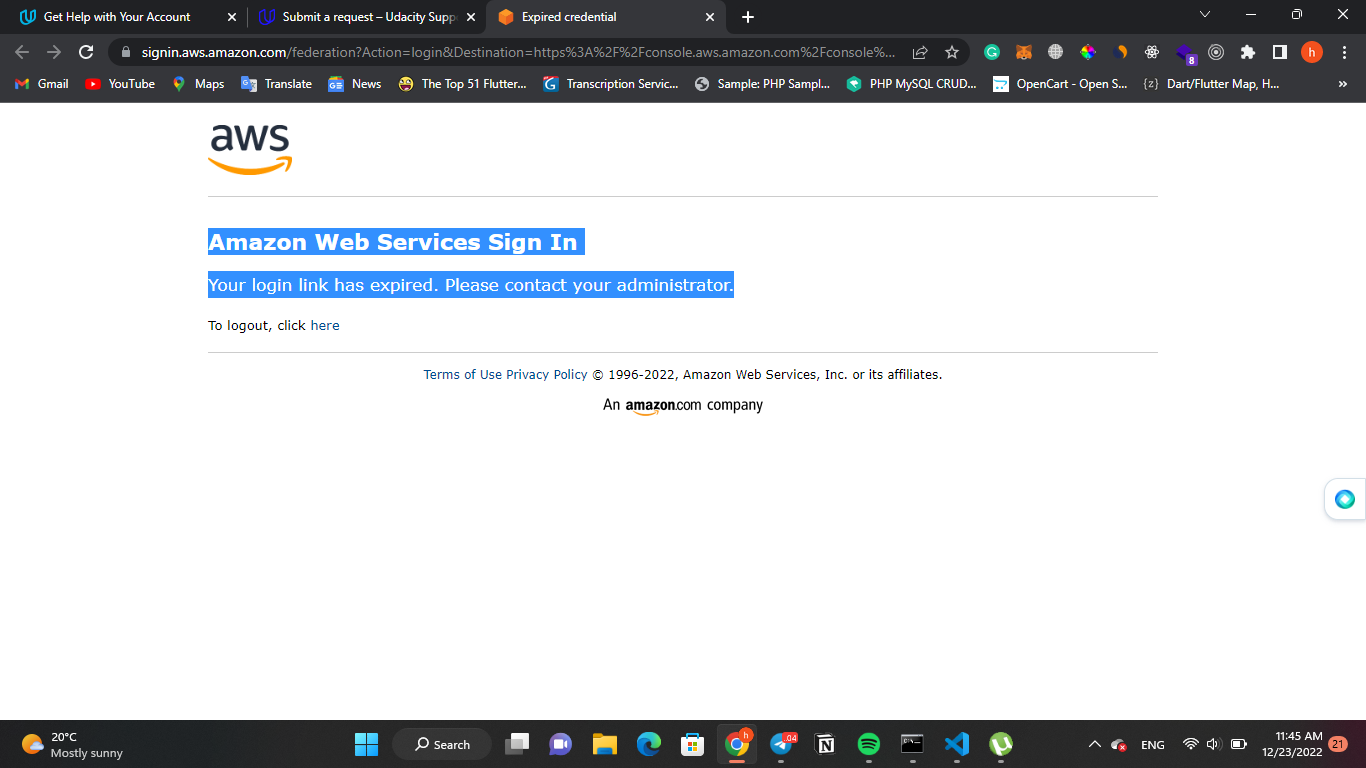 Get Help with Your Account
Submit a request – Udacity Supp
Expired credential
signin.aws.amazon.com/federation?Action=login&Destination=https%3A%2F%2Fconsole.aws.amazon.com%2Fconsole%...
8
h
Gmail
YouTube
Maps
Translate
News
The Top 51 Flutter...
Transcription Servic...
Sample: PHP Sampl...
PHP MySQL CRUD...
OpenCart - Open S...
{z} Dart/Flutter Map, H...
»
aws
Amazon Web Services Sign In
Your login link has expired. Please contact your administrator.
To logout, click here
Terms of Use Privacy Policy © 1996-2022, Amazon Web Services, Inc. or its affiliates.
An amazon.com company
20°C
Mostly sunny
Search
h
.04
ENG
11:45 AM
12/23/2022
21